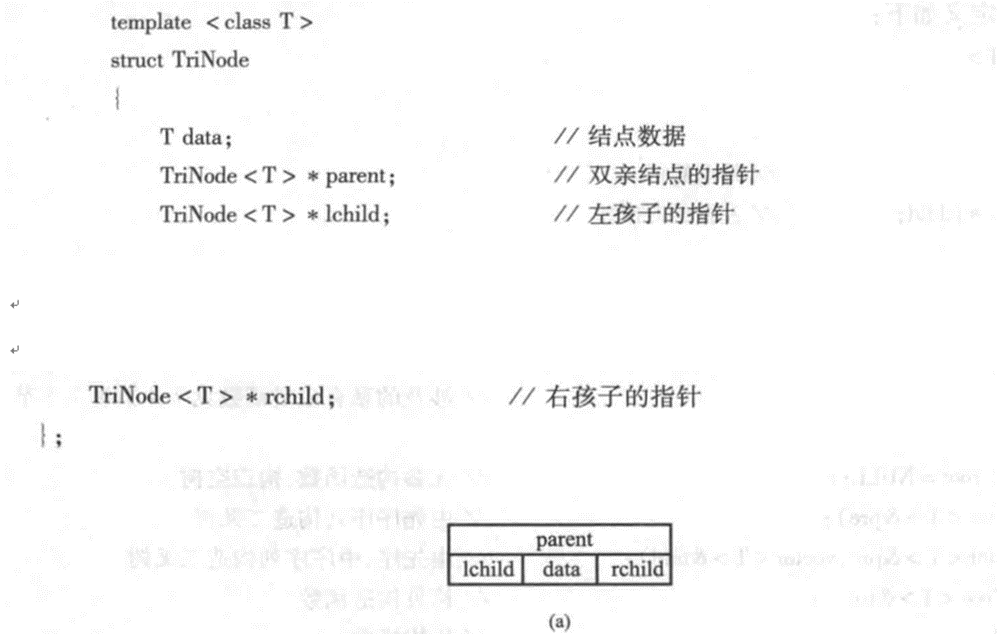 template <class T>
struct TriNode
{
T data; // 结点数据
TriNode<T> * parent; // 双亲结点的指针
TriNode<T> * lchild; // 左孩子的指针
TriNode<T> * rchild; // 右孩子的指针
};
parent
lchild data rchild
(a)